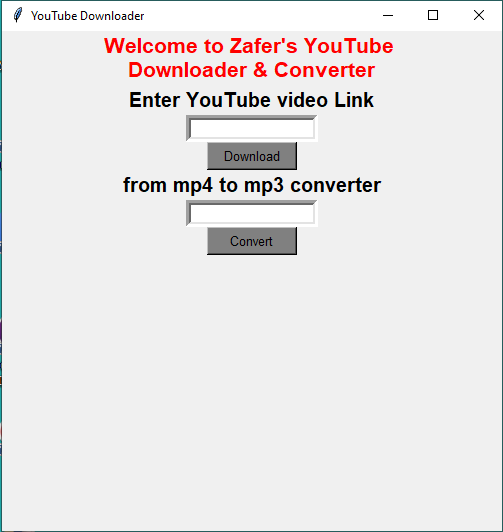 YouTube Downloader
Welcome to Zafer's YouTube
Downloader & Converter
Enter YouTube video Link
Download
from mp4 to mp3 converter
Convert